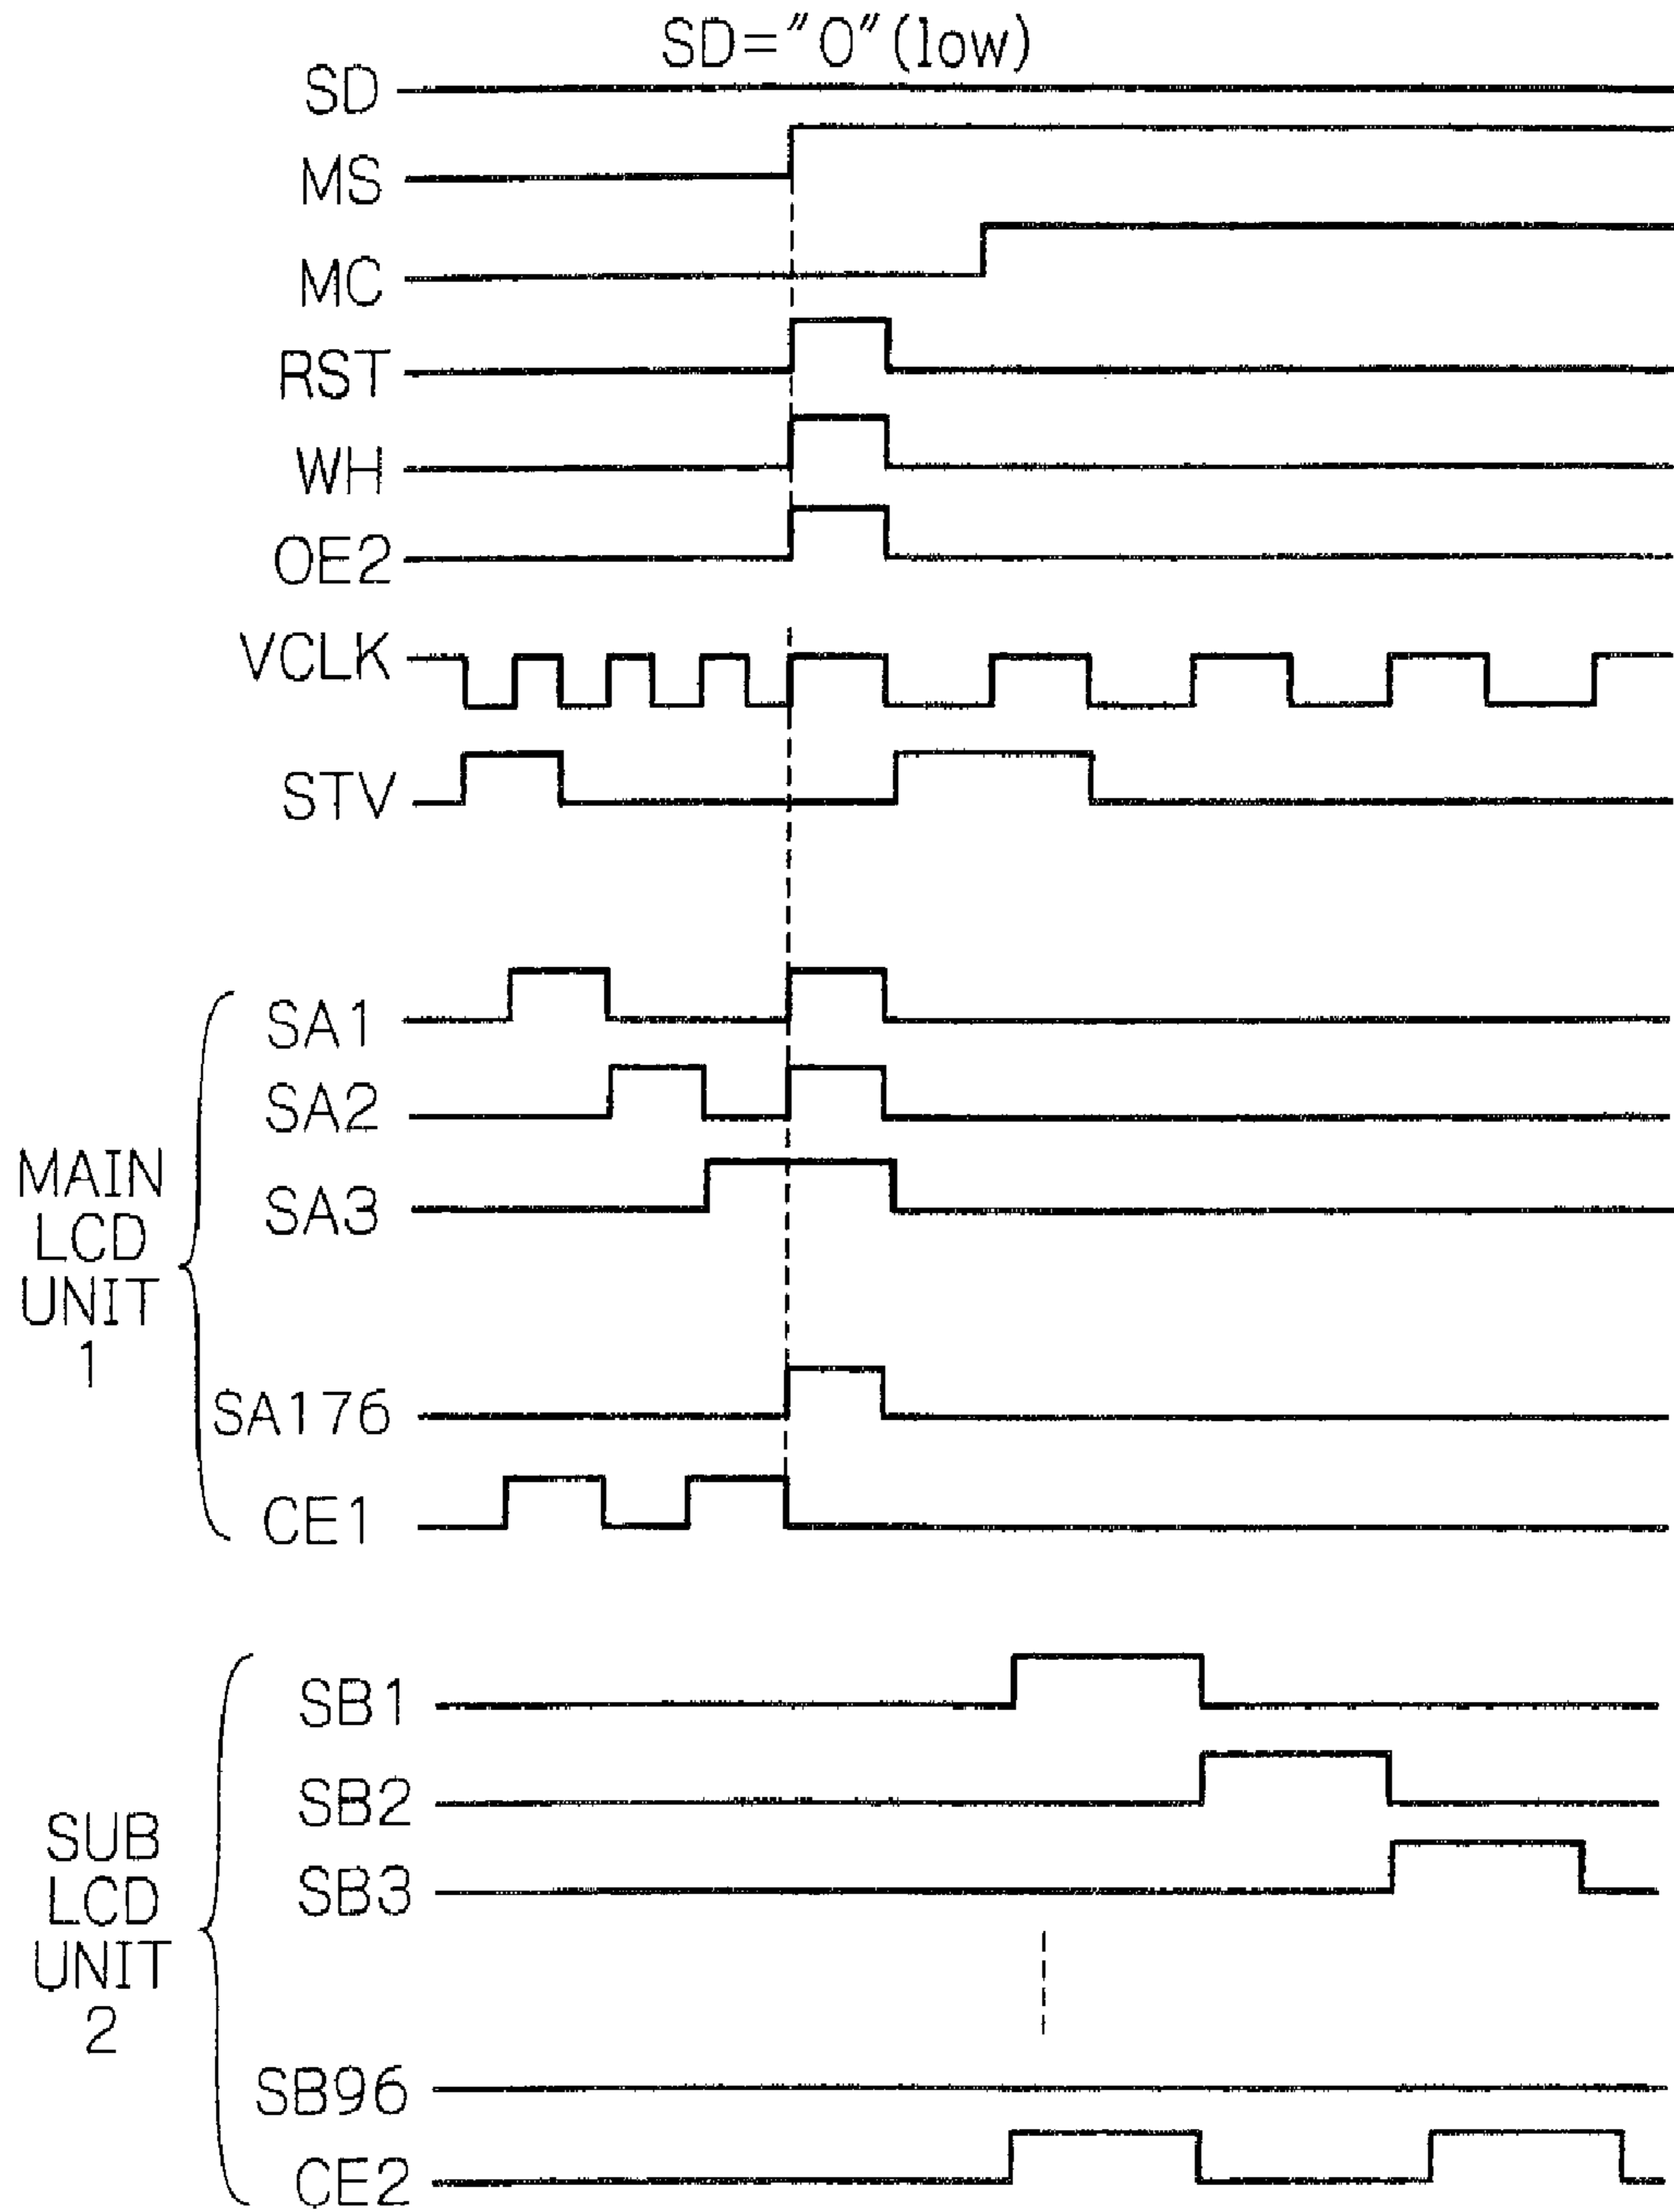 SD="0"(low)
SD
MS
MC
RST
WH
OE2
VCLK
STV
MAIN
LCD
UNIT
1
SA1
SA2
SA3
SA176
CE1
SUB
LCD
UNIT
2
SB1
SB2
SB3
SB96
CE2